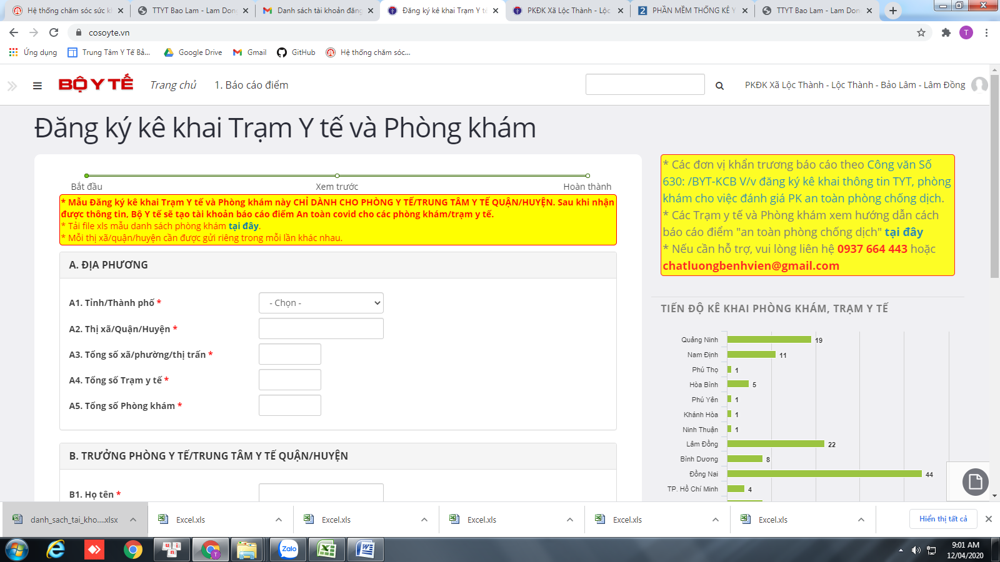 Hệ thống chăm sóc sức kh
TTYT Bao Lam - Lam Dong
Danh sách tài khoản đăng
Đăng ký kê khai Trạm Y tế
PKĐK Xã Lộc Thành - Lộc
PHẦN MỀM THỐNG KÊ Y
TTYT Bao Lam - Lam Dong
cosoyte.vn
T
Ứng dụng
Trung Tâm Y Tế Bả...
Google Drive
Gmail
GitHub
Hệ thống chăm sóc...
BỘ Y TẾ
Trang chủ
1. Báo cáo điểm
PKĐK Xã Lộc Thành - Lộc Thành - Bảo Lâm - Lâm Đồng
Đăng ký kê khai Trạm Y tế và Phòng khám
Bắt đầu
Xem trước
Hoàn thành
* Mẫu Đăng ký kê khai Trạm Y tế và Phòng khám này CHỈ DÀNH CHO PHÒNG Y TẾ/TRUNG TÂM Y TẾ QUẬN/HUYỆN. Sau khi nhận
được thông tin, Bộ Y tế sẽ tạo tài khoản báo cáo điểm An toàn covid cho các phòng khám/trạm y tế.
* Tải file xls mẫu danh sách phòng khám tại đây.
* Mỗi thị xã/quận/huyện cần được gửi riêng trong mỗi lần khác nhau.
A. ĐỊA PHƯƠNG
A1. Tỉnh/Thành phố *
- Chọn -
A2. Thị xã/Quận/Huyện *
A3. Tổng số xã/phường/thị trấn *
A4. Tổng số Trạm y tế *
A5. Tổng số Phòng khám *
B. TRƯỞNG PHÒNG Y TẾ/TRUNG TÂM Y TẾ QUẬN/HUYỆN
B1. Họ tên *
* Các đơn vị khẩn trương báo cáo theo Công văn Số
630: /BYT-KCB V/v đăng ký kê khai thông tin TYT, phòng
khám cho việc đánh giá PK an toàn phòng chống dịch.
* Các Trạm y tế và Phòng khám xem hướng dẫn cách
báo cáo điểm "an toàn phòng chống dịch" tại đây
* Nếu cần hỗ trợ, vui lòng liên hệ 0937 664 443 hoặc
chatluongbenhvien@gmail.com
TIẾN ĐỘ KÊ KHAI PHÒNG KHÁM, TRẠM Y TẾ
Quảng Ninh 19
Nam Định 11
Phú Thọ 1
Hòa Bình 5
Phú Yên 1
Khánh Hòa 1
Ninh Thuận 1
Lâm Đồng 22
Bình Dương 8
Đồng Nai 44
TP. Hồ Chí Minh 4
danh_sach_tai_kho....xlsx
Excel.xls
Excel.xls
Excel.xls
Excel.xls
Excel.xls
Hiển thị tất cả
u i n
T
Zalo
9:01 AM
12/04/2020